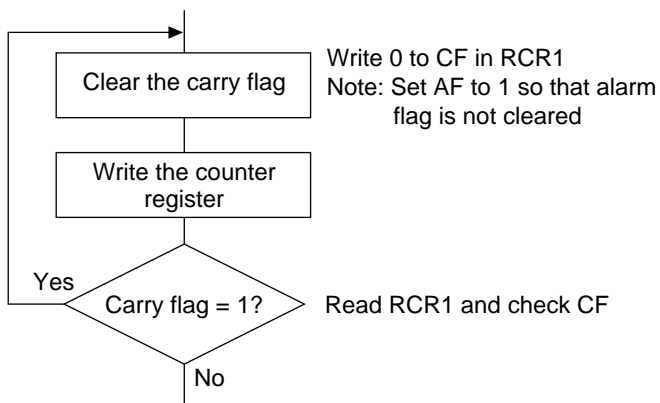 Clear the carry flag
Write 0 to CF in RCR1
Note: Set AF to 1 so that alarm
flag is not cleared
Write the counter
register
Yes
Carry flag = 1?
Read RCR1 and check CF
No